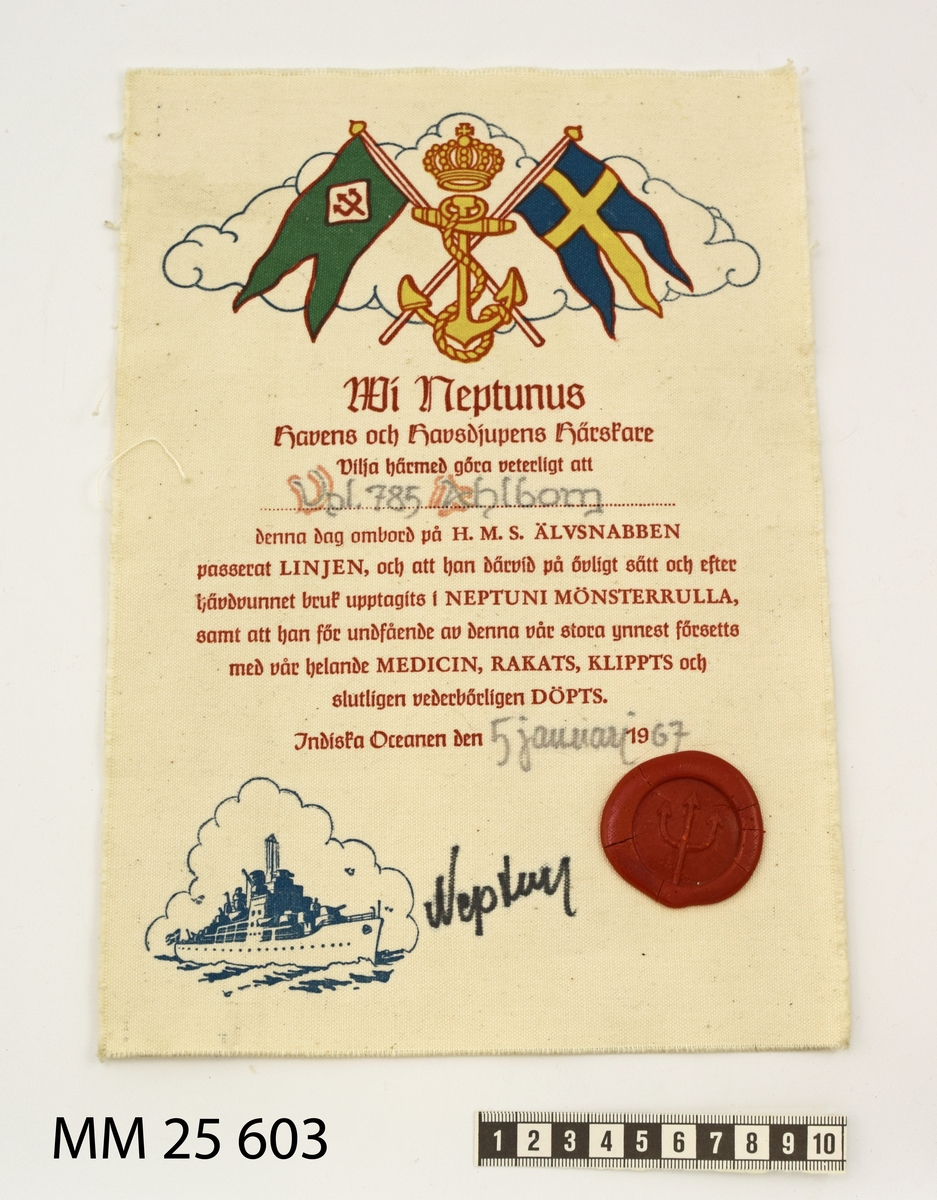 Wi Neptunus
Havens och Havsdjupens Härskare
Vilja härmed göra veterligt att
Vpl. 785 Dehlbom
denna dag ombord på H. M. S. ÄLVSNABBEN
passerat LINJEN, och att han därvid på övligt sätt och efter
hävdvunnet bruk upptagits i NEPTUNI MÖNSTERRULLA,
samt att han för undfående av denna vår stora ynnest försetts
med vår helande MEDICIN, RAKATS, KLIPPTS och
slutligen vederbörligen DÖPTS.
Indiska Oceanen den 5 januari 1967
Neptun
MM 25 603
1 2 3 4 5 6 7 8 9 10